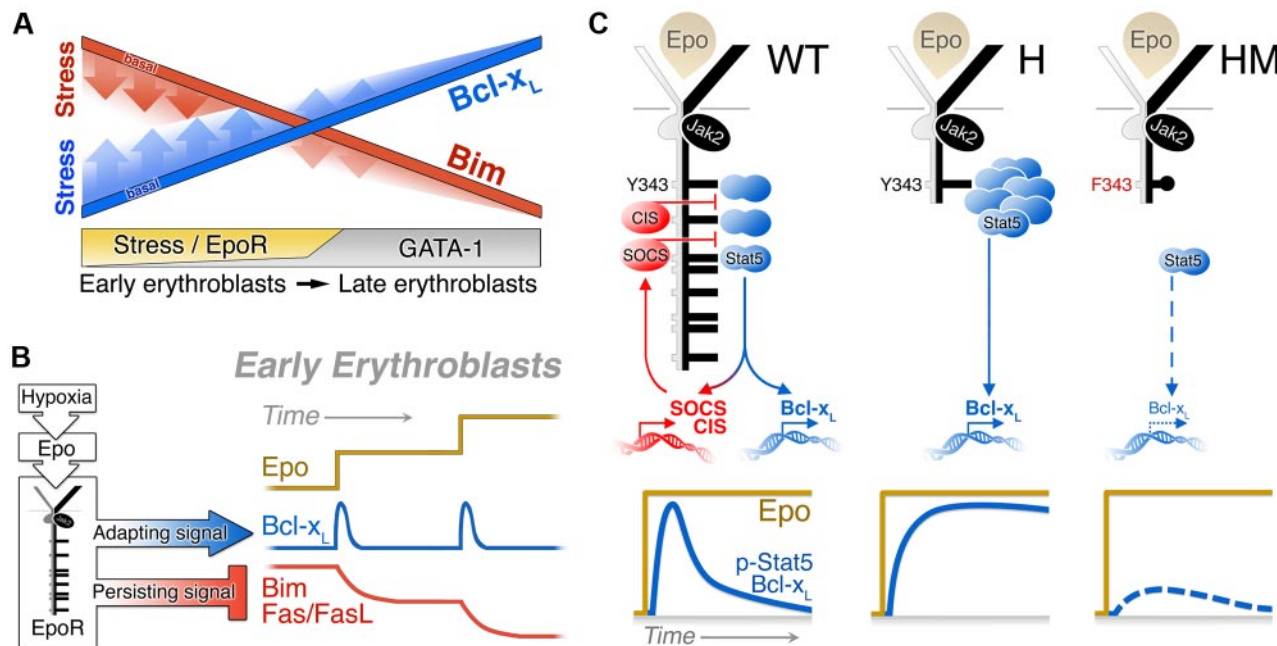 A
Stress
basal
Bcl-xL
Stress
basal
Bim
Stress / EpoR
GATA-1
Early erythroblasts → Late erythroblasts
B
Early Erythroblasts
Hypoxia
Epo
Jak2
EpoR
Adapting signal
Persisting signal
Time
Epo
Bcl-xL
Bim
Fas/FasL
C
Epo
WT
Jak2
Y343
CIS
SOCS
Stat5
SOCS
CIS
Bcl-xL
Epo
p-Stat5
Bcl-xL
Time
Epo
H
Jak2
Y343
Stat5
Bcl-xL
Epo
HM
Jak2
F343
Stat5
Bcl-xL